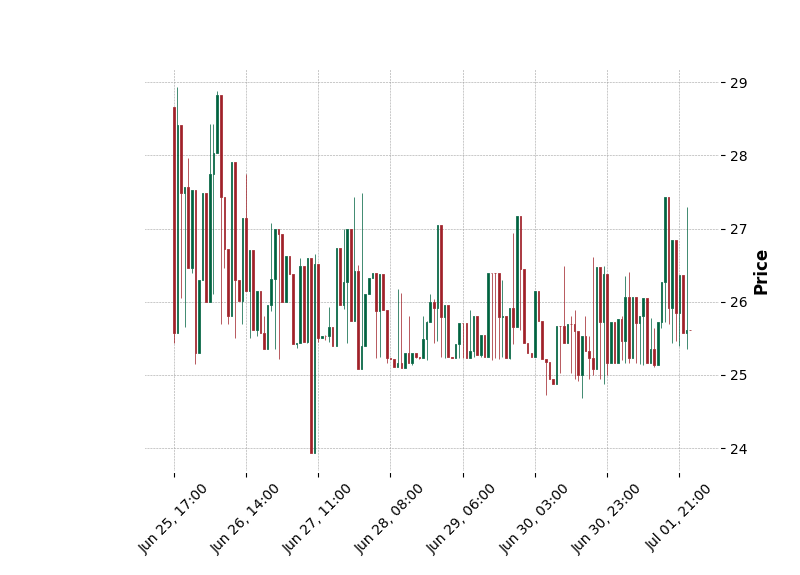 29
28
27
26
25
24
Price
Jun 25, 17:00
Jun 26, 14:00
Jun 27, 11:00
Jun 28, 08:00
Jun 29, 06:00
Jun 30, 03:00
Jun 30, 23:00
Jul 01, 21:00